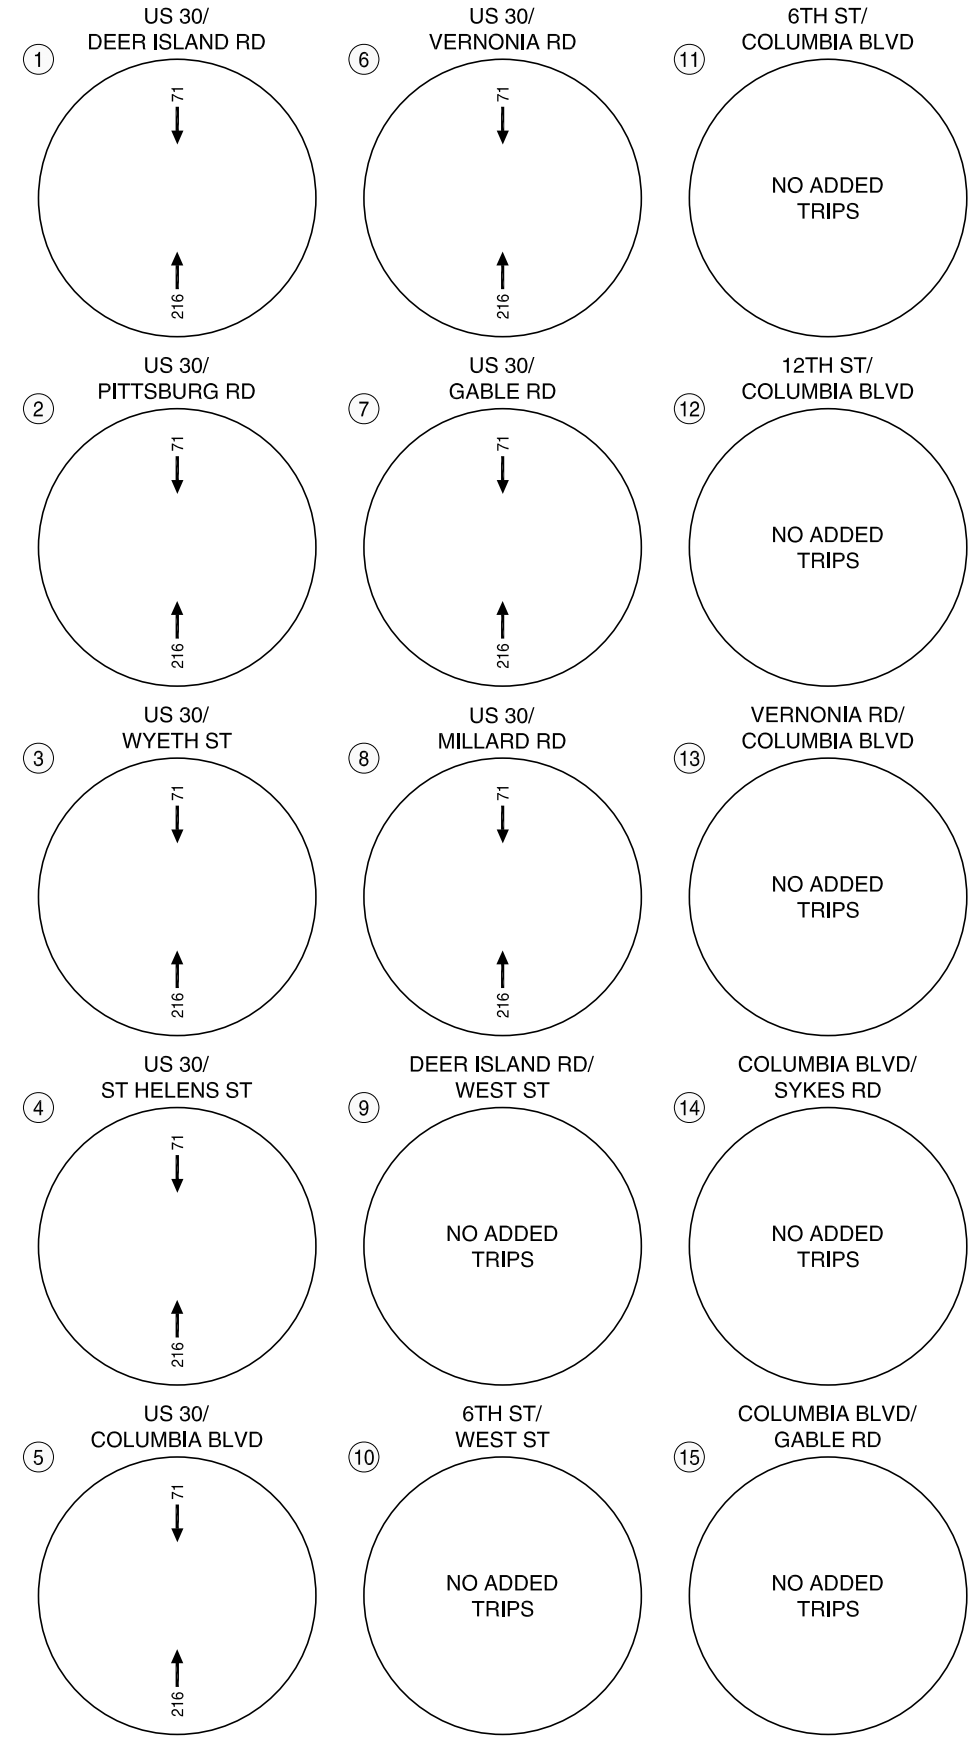 US 30/
DEER ISLAND RD
1
71
216
US 30/
PITTSBURG RD
2
71
216
US 30/
WYETH ST
3
71
216
US 30/
ST HELENS ST
4
71
216
US 30/
COLUMBIA BLVD
5
71
216
US 30/
VERNONIA RD
6
71
216
US 30/
GABLE RD
7
71
216
US 30/
MILLARD RD
8
71
216
DEER ISLAND RD/
WEST ST
9
NO ADDED
TRIPS
6TH ST/
WEST ST
10
NO ADDED
TRIPS
6TH ST/
COLUMBIA BLVD
11
NO ADDED
TRIPS
12TH ST/
COLUMBIA BLVD
12
NO ADDED
TRIPS
VERNONIA RD/
COLUMBIA BLVD
13
NO ADDED
TRIPS
COLUMBIA BLVD/
SYKES RD
14
NO ADDED
TRIPS
COLUMBIA BLVD/
GABLE RD
15
NO ADDED
TRIPS